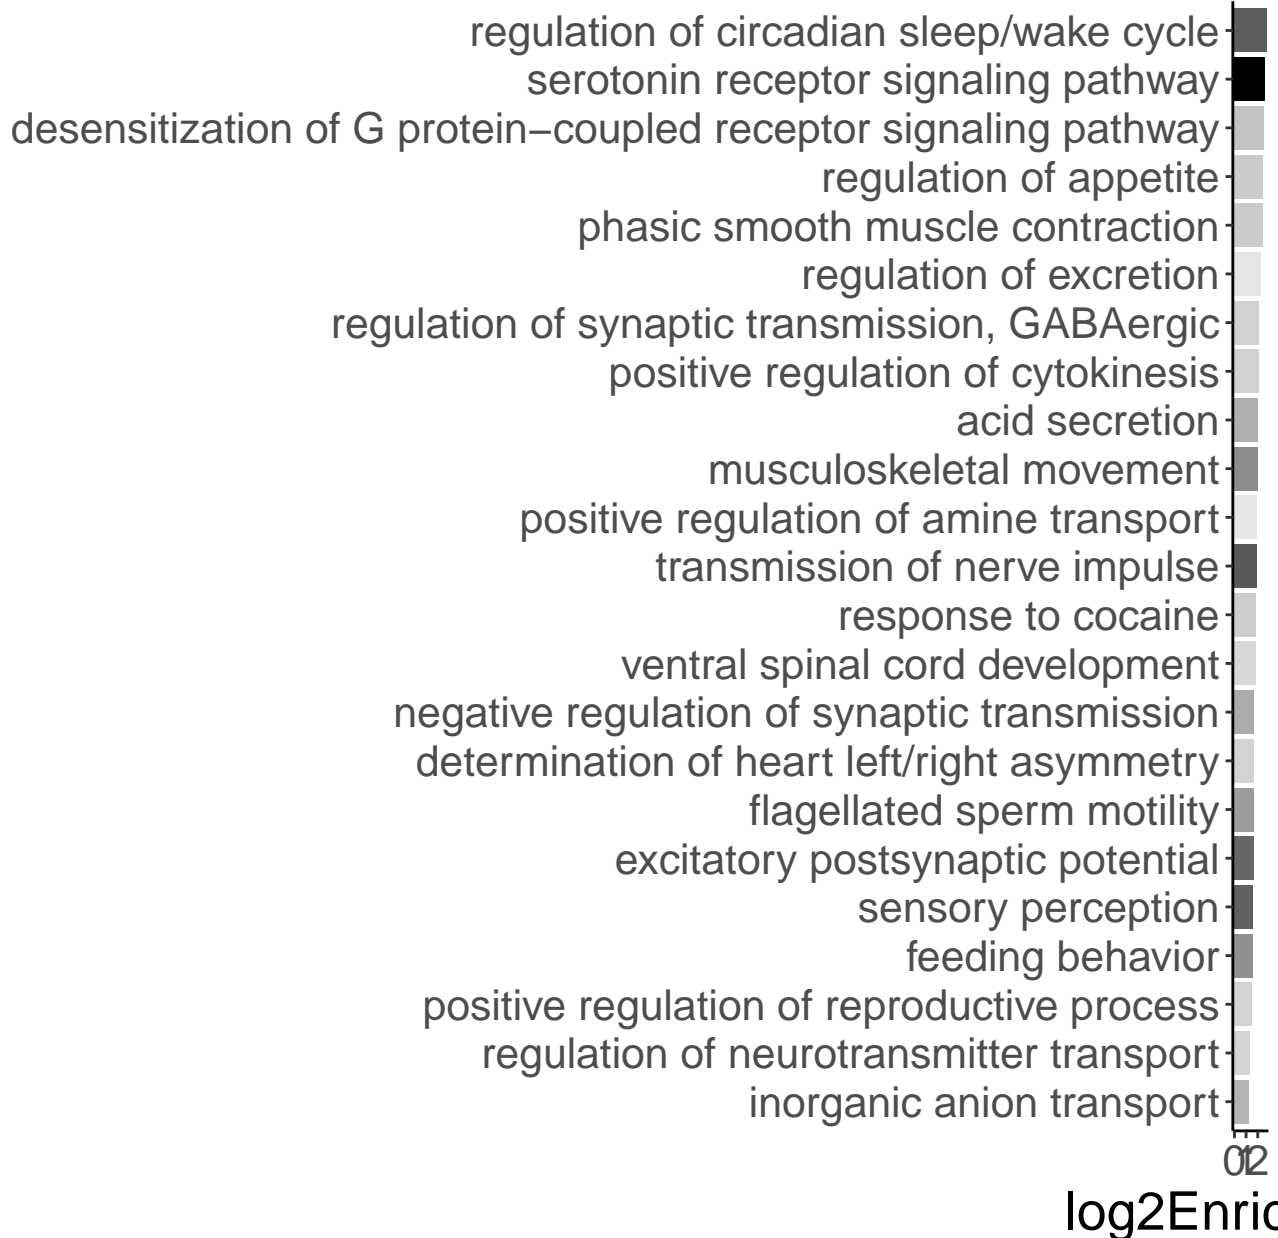 regulation of circadian sleep/wake cycle
serotonin receptor signaling pathway
desensitization of G protein−coupled receptor signaling pathway
regulation of appetite
phasic smooth muscle contraction
regulation of excretion
regulation of synaptic transmission, GABAergic
positive regulation of cytokinesis
acid secretion
musculoskeletal movement
positive regulation of amine transport
transmission of nerve impulse
response to cocaine
ventral spinal cord development
negative regulation of synaptic transmission
determination of heart left/right asymmetry
flagellated sperm motility
excitatory postsynaptic potential
sensory perception
feeding behavior
positive regulation of reproductive process
regulation of neurotransmitter transport
inorganic anion transport
0 1 2
log2Enric